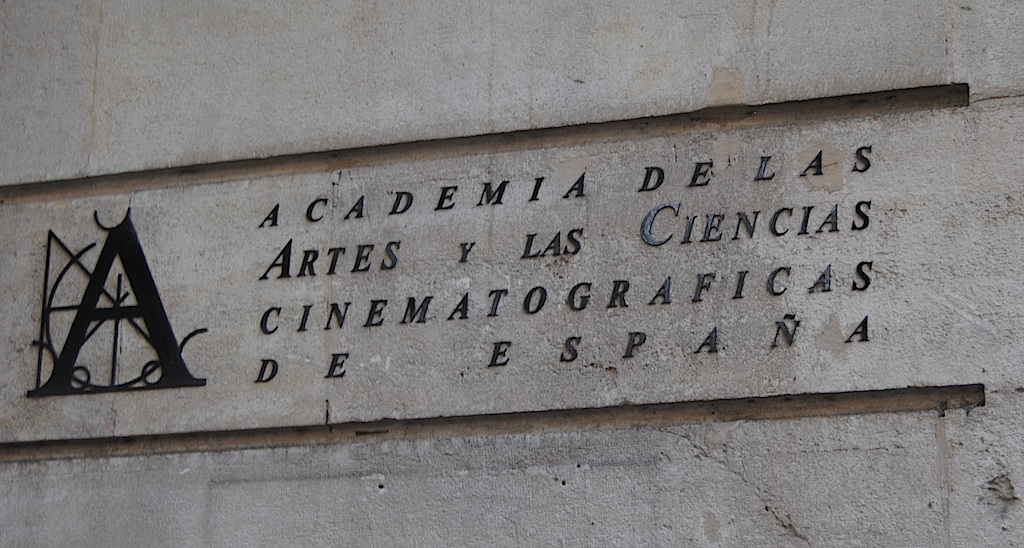 ACADEMIA DE LAS
ARTES Y LAS CIENCIAS
CINEMATOGRAFICAS
DE ESPAÑA